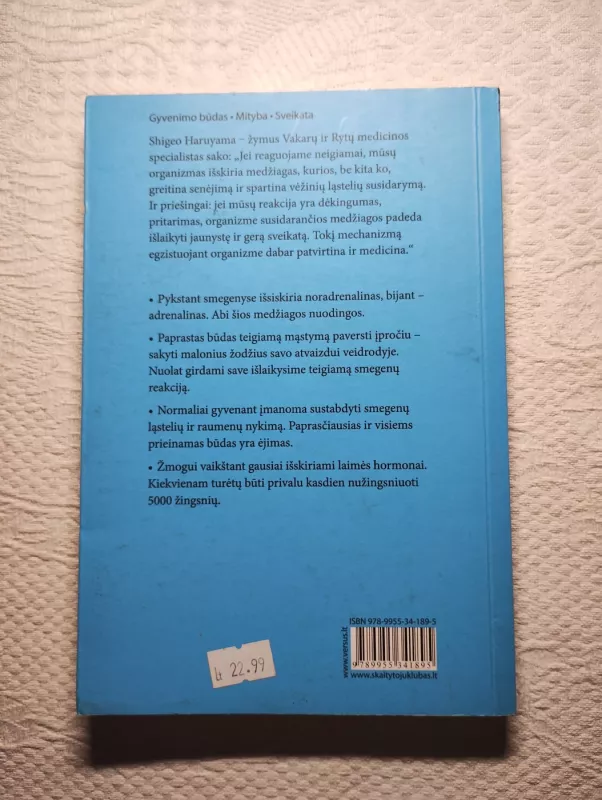 Gyvenimo būdas • Mityba • Sveikata
Shigeo Haruyama – žymus Vakarų ir Rytų medicinos
specialistas sako: „Jei reaguojame neigiamai, mūsų
organizmas išskiria medžiagas, kurios, be kita ko,
greitina senėjimą ir spartina vėžinių ląstelių susidarymą.
Ir priešingai: jei mūsų reakcija yra dėkingumas,
pritarimas, organizme susidarančios medžiagos padeda
išlaikyti jaunystę ir gerą sveikatą. Tokį mechanizmą
egzistuojant organizme dabar patvirtina ir medicina.“
• Pykstant smegenyse išsiskiria noradrenalinas, bijant –
adrenalinas. Abi šios medžiagos nuodingos.
• Paprastas būdas teigiamą mąstymą paversti įpročiu –
sakyti malonius žodžius savo atvaizdui veidrodyje.
Nuolat girdami save išlaikysime teigiamą smegenų
reakciją.
• Normaliai gyvenant įmanoma sustabdyti smegenų
ląstelių ir raumenų nykimą. Paprasčiausias ir visiems
prieinamas būdas yra ėjimas.
• Žmogui vaikštant gausiai išskiriami laimės hormonai.
Kiekvienam turėtų būti privalu kasdien nužingsniuoti
5000 žingsnių.
ISBN 978-9955-34-189-5
www.versus.lt
9 789955 341895
www.skaitytojuklubas.lt
Lt 22.99